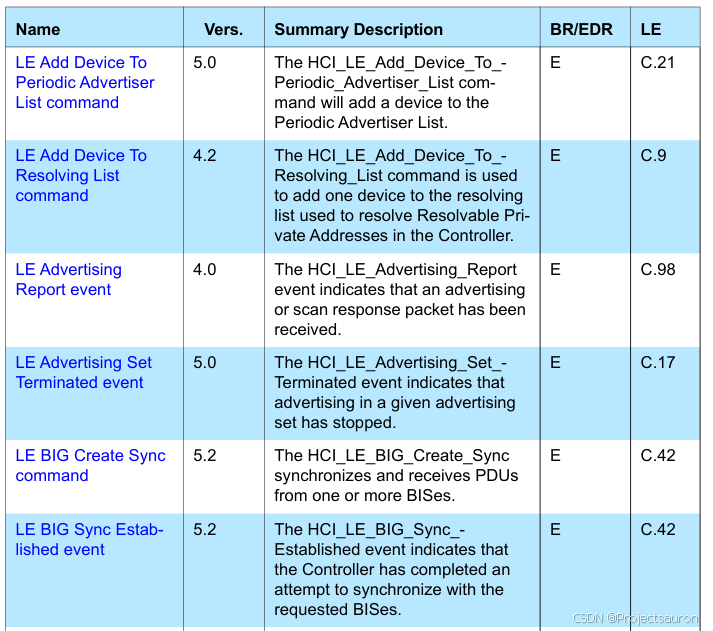 Name Vers. Summary Description BR/EDR LE
LE Add Device To 5.0 The HCI_LE_Add_Device_To_- E C.21
Periodic Advertiser Periodic_Advertiser_List com-
List command mand will add a device to the
Periodic Advertiser List.
LE Add Device To 4.2 The HCI_LE_Add_Device_To_- E C.9
Resolving List Resolving_List command is used
command to add one device to the resolving
list used to resolve Resolvable Pri-
vate Addresses in the Controller.
LE Advertising 4.0 The HCI_LE_Advertising_Report E C.98
Report event event indicates that an advertising
or scan response packet has been
received.
LE Advertising Set 5.0 The HCI_LE_Advertising_Set_- E C.17
Terminated event Terminated event indicates that
advertising in a given advertising
set has stopped.
LE BIG Create Sync 5.2 The HCI_LE_BIG_Create_Sync E C.42
command synchronizes and receives PDUs
from one or more BISes.
LE BIG Sync Estab- 5.2 The HCI_LE_BIG_Sync_- E C.42
lished event Established event indicates that
the Controller has completed an
attempt to synchronize with the
requested BISes.
CSDN @Projectsauron